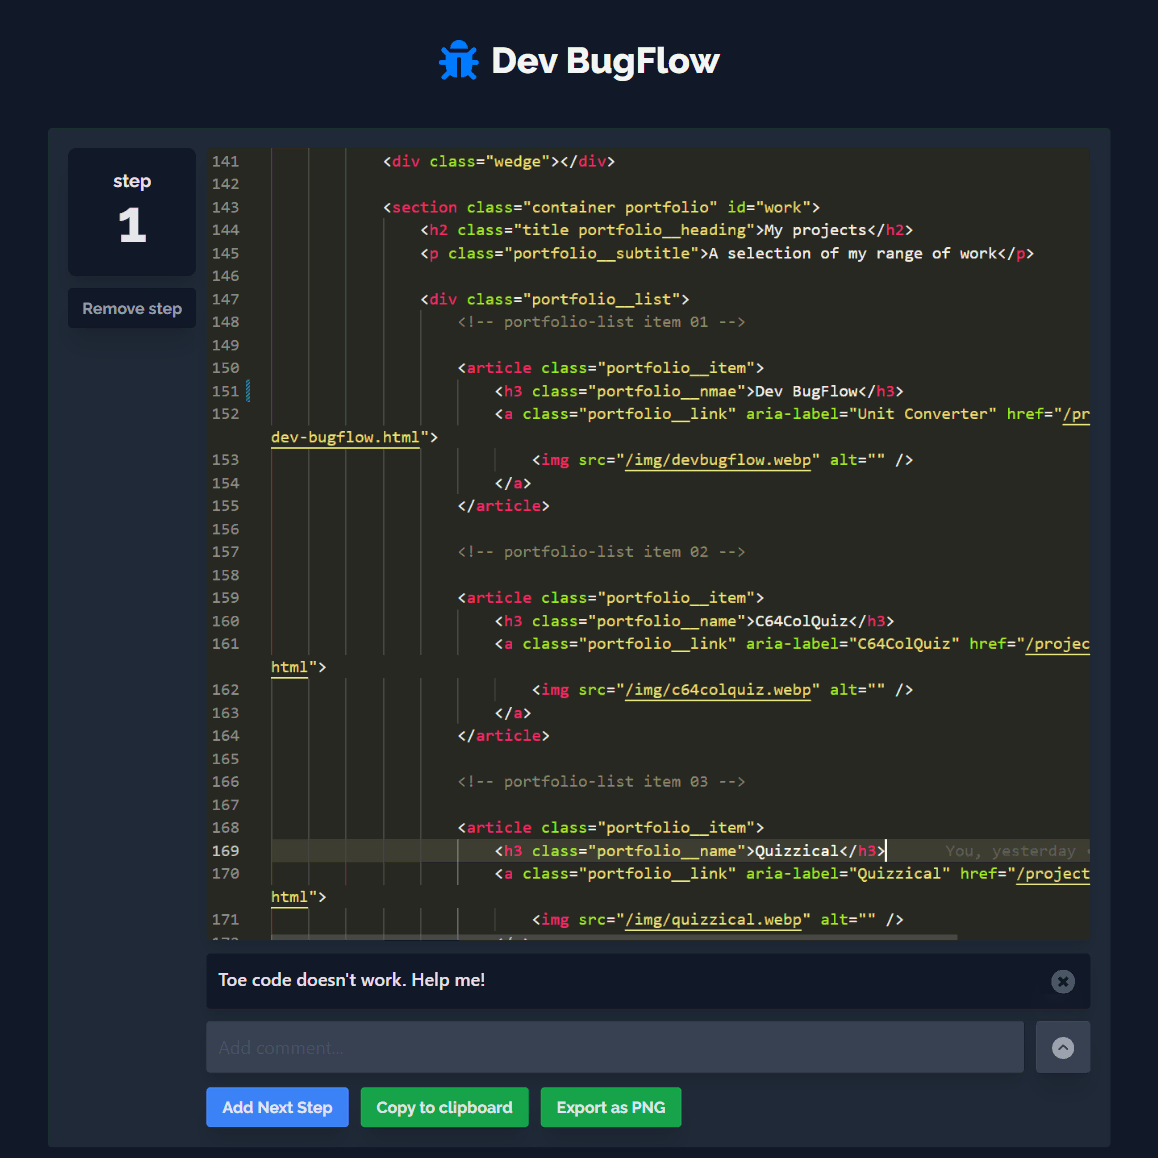 Dev BugFlow
step
1
Remove step
141 <div class="wedge"></div>
142
143 <section class="container portfolio" id="work">
144 <h2 class="title portfolio__heading">My projects</h2>
145 <p class="portfolio__subtitle">A selection of my range of work</p>
146
147 <div class="portfolio__list">
148 <!-- portfolio-list item 01 -->
149
150 <article class="portfolio__item">
151 <h3 class="portfolio__nmae">Dev BugFlow</h3>
152 <a class="portfolio__link" aria-label="Unit Converter" href="/pr
dev-bugflow.html">
153 <img src="/img/devbugflow.webp" alt="" />
154 </a>
155 </article>
156
157 <!-- portfolio-list item 02 -->
158
159 <article class="portfolio__item">
160 <h3 class="portfolio__name">C64ColQuiz</h3>
161 <a class="portfolio__link" aria-label="C64ColQuiz" href="/projec
html">
162 <img src="/img/c64colquiz.webp" alt="" />
163 </a>
164 </article>
165
166 <!-- portfolio-list item 03 -->
167
168 <article class="portfolio__item">
169 <h3 class="portfolio__name">Quizzical</h3> You, yesterday
170 <a class="portfolio__link" aria-label="Quizzical" href="/project
html">
171 <img src="/img/quizzical.webp" alt="" />
Toe code doesn't work. Help me!
Add comment...
Add Next Step
Copy to clipboard
Export as PNG